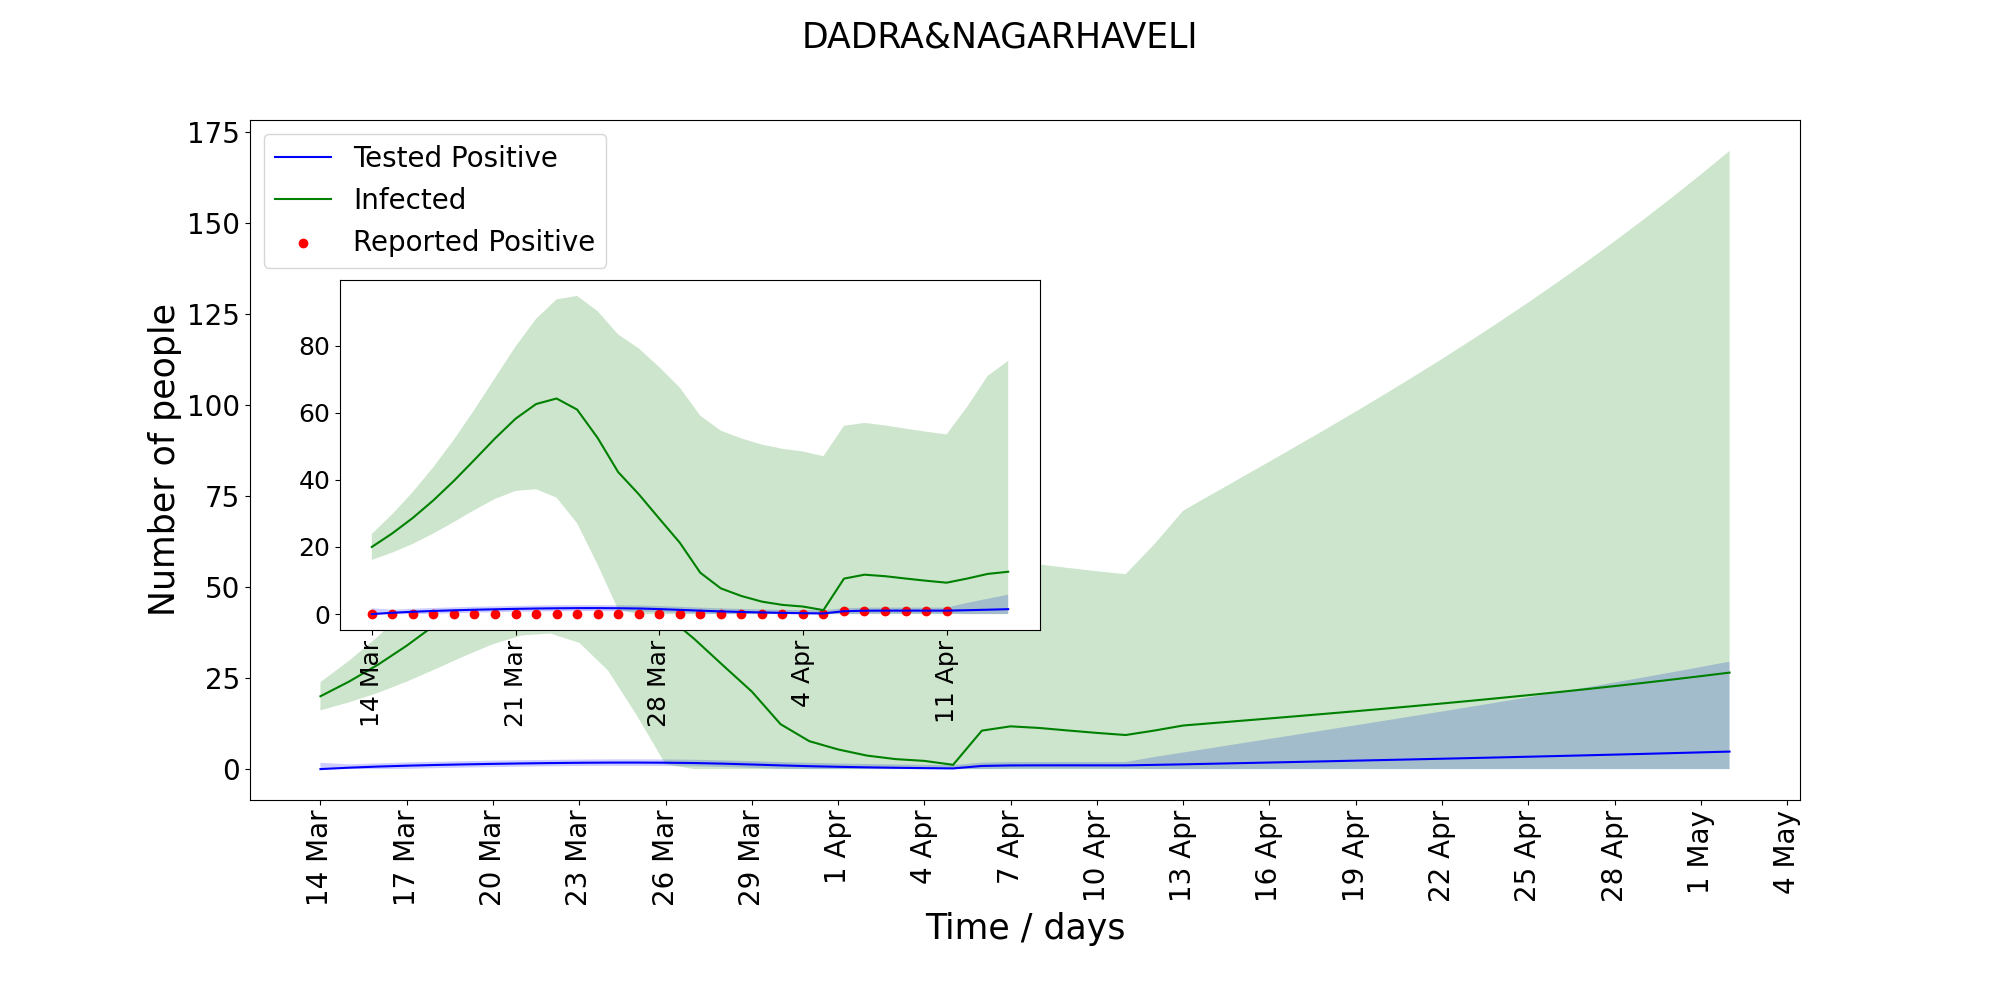 DADRA&NAGARHAVELI
Number of people
175
150
125
100
75
50
25
0
Tested Positive
Infected
Reported Positive
80
60
40
20
0
14 Mar
21 Mar
28 Mar
4 Apr
11 Apr
14 Mar
17 Mar
20 Mar
23 Mar
26 Mar
29 Mar
1 Apr
4 Apr
7 Apr
10 Apr
13 Apr
16 Apr
19 Apr
22 Apr
25 Apr
28 Apr
1 May
4 May
Time / days